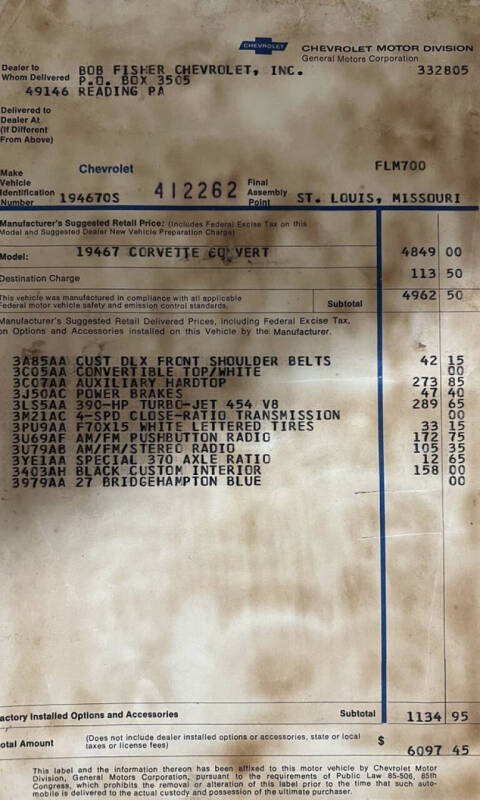 CHEVROLET CHEVROLET MOTOR DIVISION
General Motors Corporation
Dealer to Whom Delivered BOB FISHER CHEVROLET, INC. 332805
P.O. BOX 3505
49146 READING PA
Delivered to
Dealer At
(If Different
From Above)
Make Chevrolet FLM700
Vehicle
Identification
Number 194670S 412262 Final Assembly Point ST. LOUIS, MISSOURI
Manufacturer's Suggested Retail Price: (Includes Federal Excise Tax on this
Model and Suggested Dealer New Vehicle Preparation Charge)
Model: 19467 CORVETTE CONVERT 4849 00
Destination Charge 113 50
This vehicle was manufactured in compliance with all applicable
Federal motor vehicle safety and emission control standards. Subtotal 4962 50
Manufacturer's Suggested Retail Delivered Prices, including Federal Excise Tax,
on Options and Accessories installed on this Vehicle by the Manufacturer.
3A85AA CUST DLX FRONT SHOULDER BELTS 42 15
3C05AA CONVERTIBLE TOP/WHITE 00
3C07AA AUXILIARY HARDTOP 273 85
3J50AC POWER BRAKES 47 40
3LS5AA 390-HP TURBO-JET 454 V8 289 65
3M21AC 4-SPD CLOSE-RATIO TRANSMISSION 00
3PU9AA F70X15 WHITE LETTERED TIRES 33 15
3U69AF AM/FM PUSHBUTTON RADIO 172 75
3U79AB AM/FM/STEREO RADIO 105 35
3YE1AA SPECIAL 370 AXLE RATIO 12 65
3403AH BLACK CUSTOM INTERIOR 158 00
3979AA 27 BRIDGEHAMPTON BLUE 00
actory Installed Options and Accessories Subtotal 1134 95
otal Amount (Does not include dealer installed options or accessories, state or local
taxes or license fees) $ 6097 45
This label and the information thereon has been affixed to this motor vehicle by Chevrolet Motor
Division, General Motors Corporation, pursuant to the requirements of Public Law 85-506, 85th
Congress, which prohibits the removal or alteration of this label prior to the time that such auto-
mobile is delivered to the actual custody and possession of the ultimate purchaser.